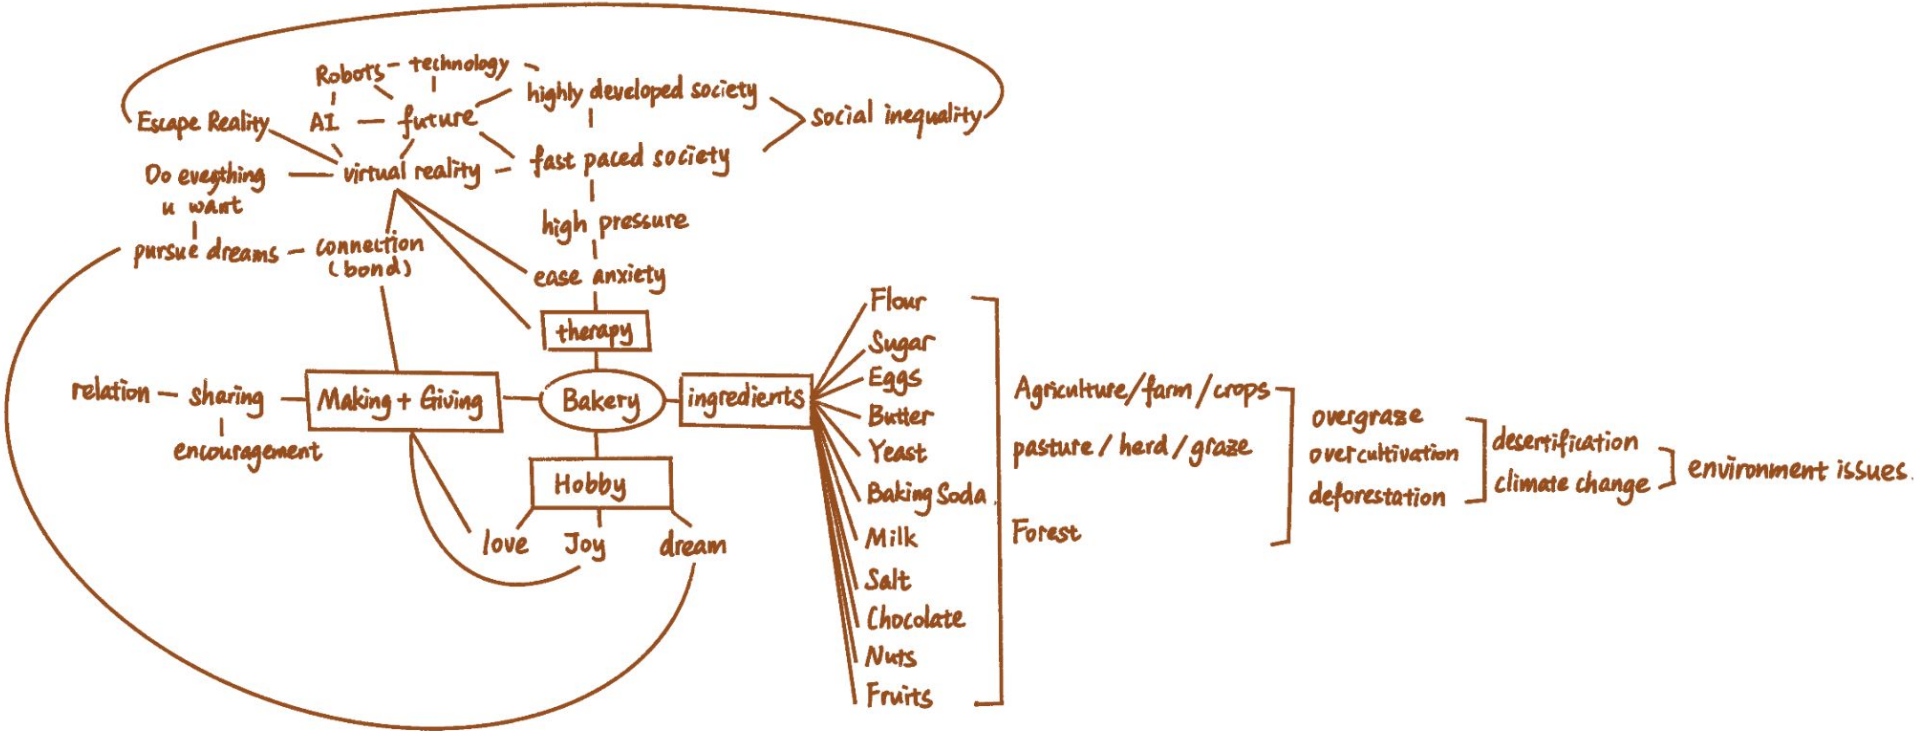 Robots
technology
highly developed society
Escape Reality
AI
future
Social inequality
Do evegthing
u want
virtual reality
fast paced society
high pressure
pursue dreams
connection
(bond)
ease anxiety
therapy
relation
sharing
encouragement
Making + Giving
Bakery
ingredients
Hobby
love
Joy
dream
Flour
Sugar
Eggs
Butter
Yeast
Baking Soda
Milk
Salt
Chocolate
Nuts
Fruits
Agriculture/farm/crops
pasture/herd/graze
Forest
overgraze
overcultivation
deforestation
desertification
climate change
environment issues.